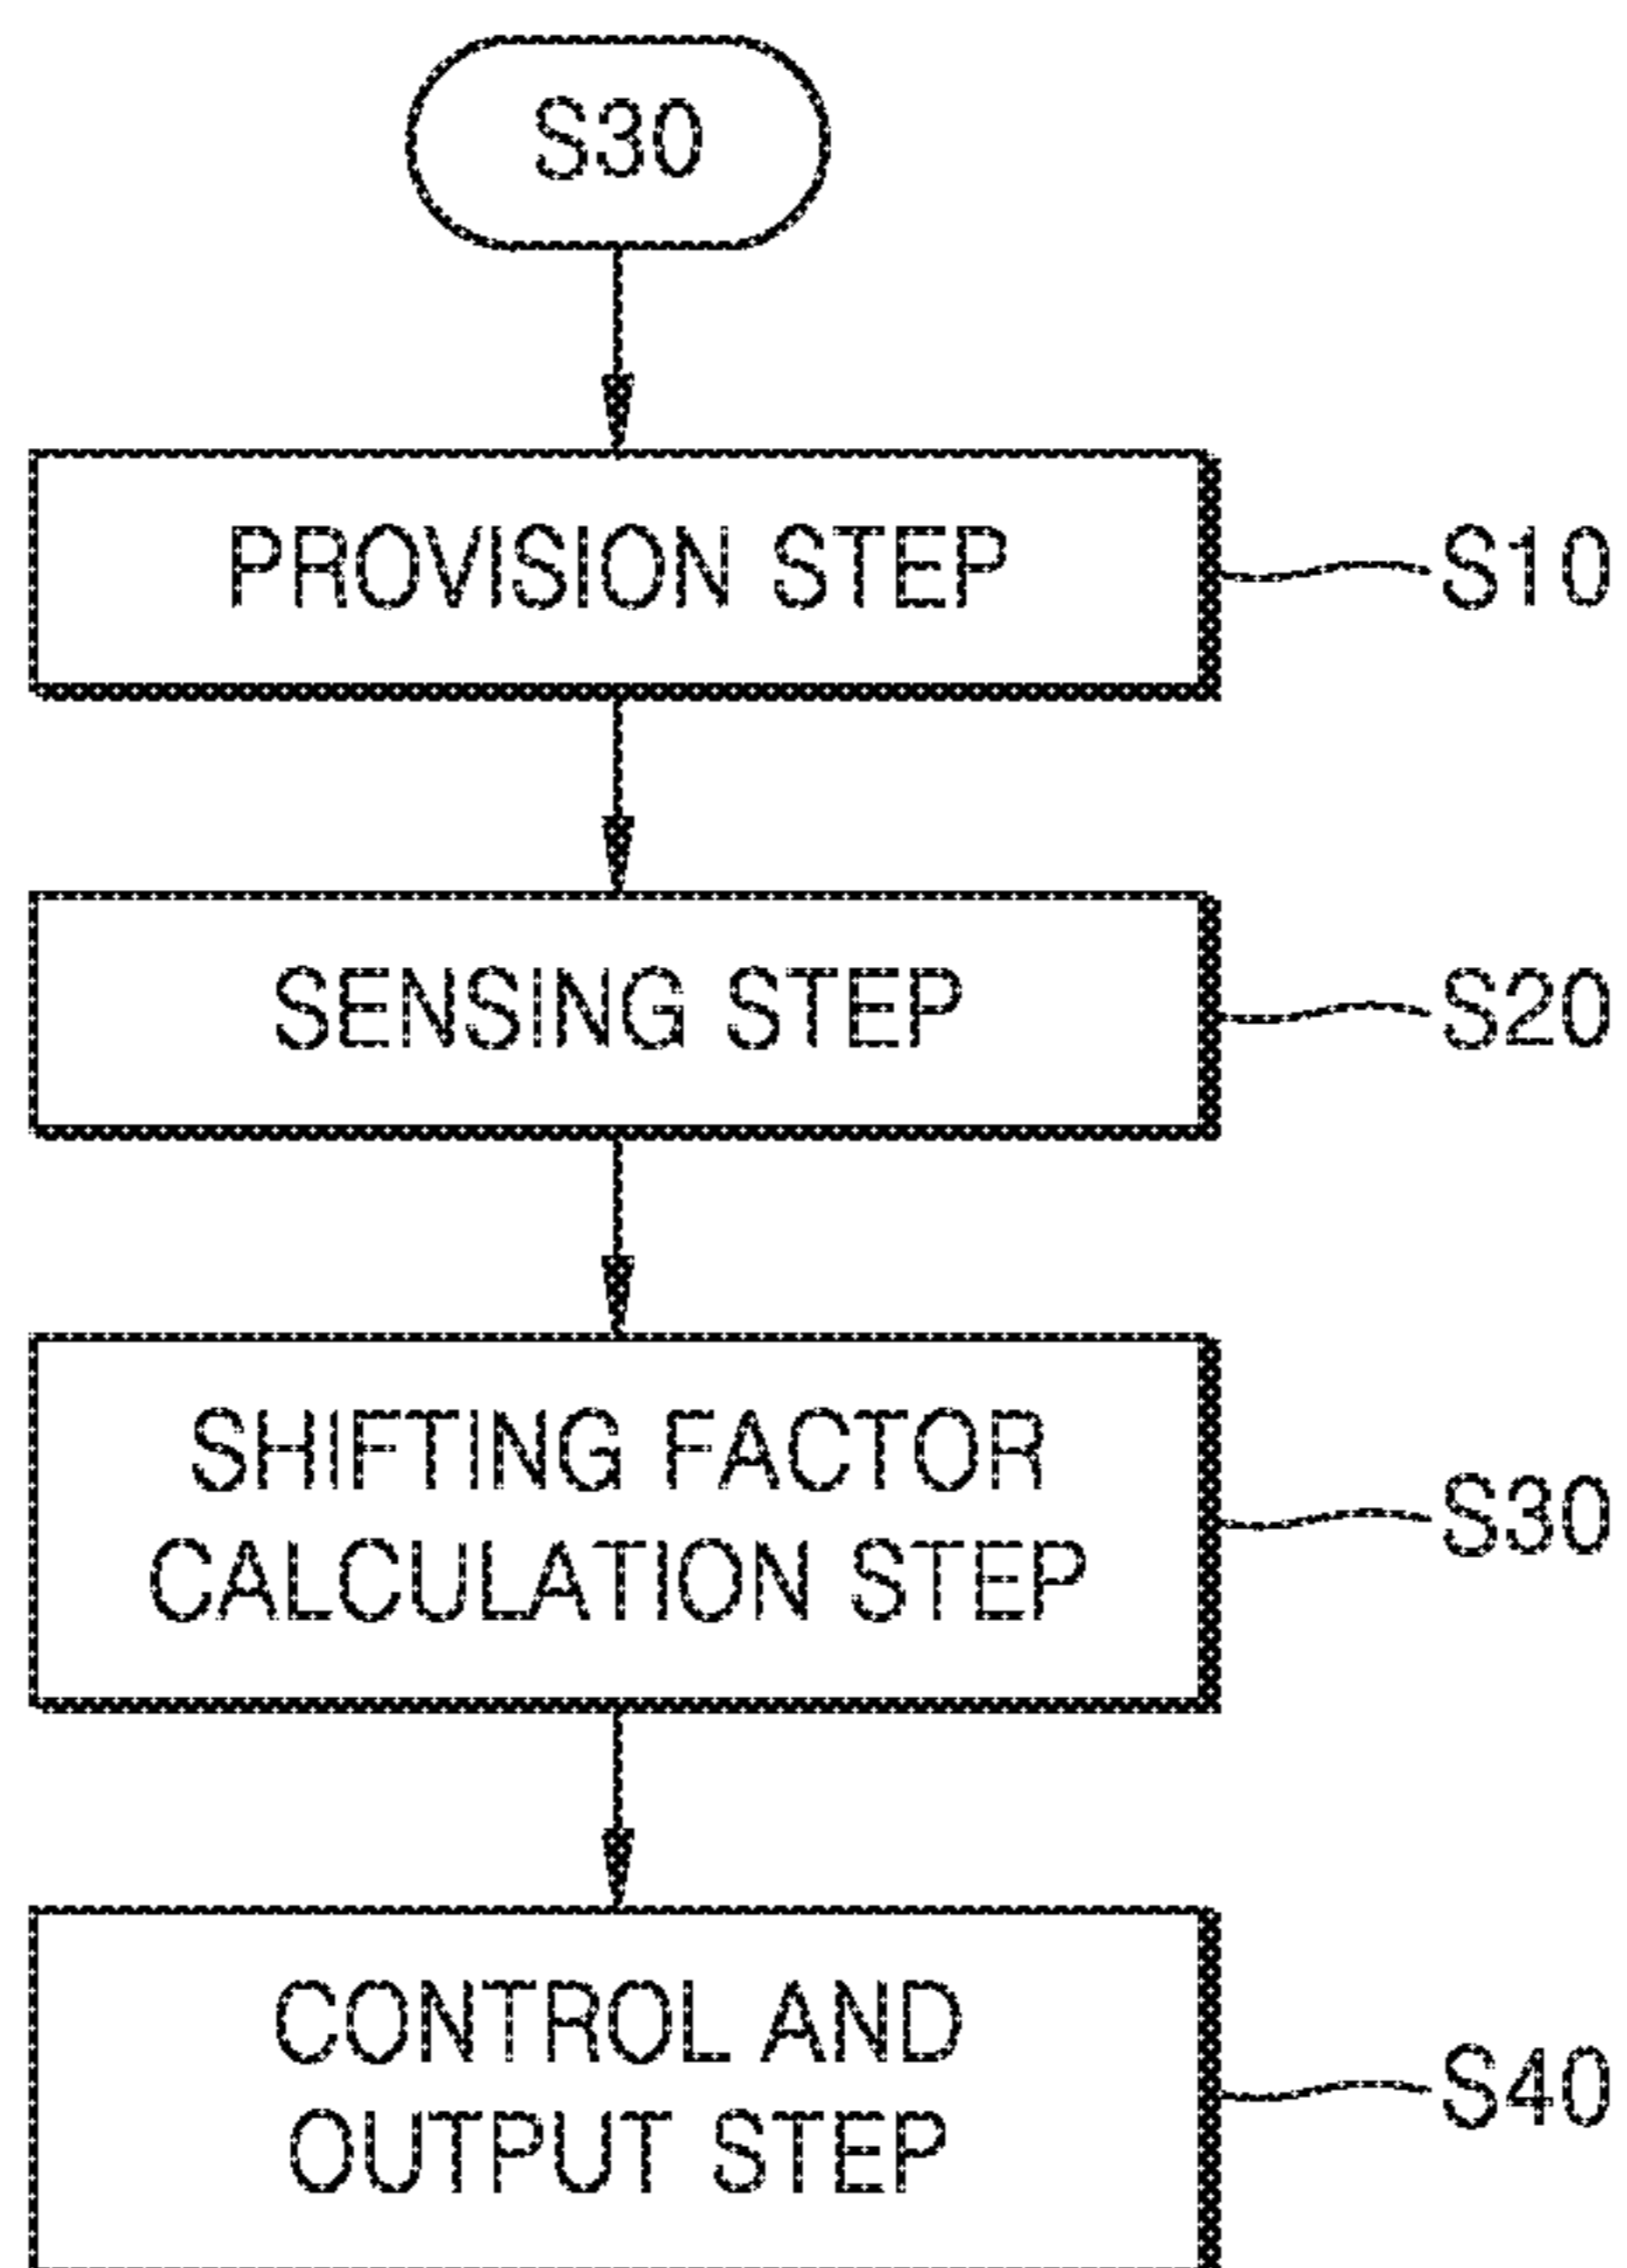 S30
PROVISION STEP
S10
SENSING STEP
S20
SHIFTING FACTOR
CALCULATION STEP
S30
CONTROL AND
OUTPUT STEP
S40